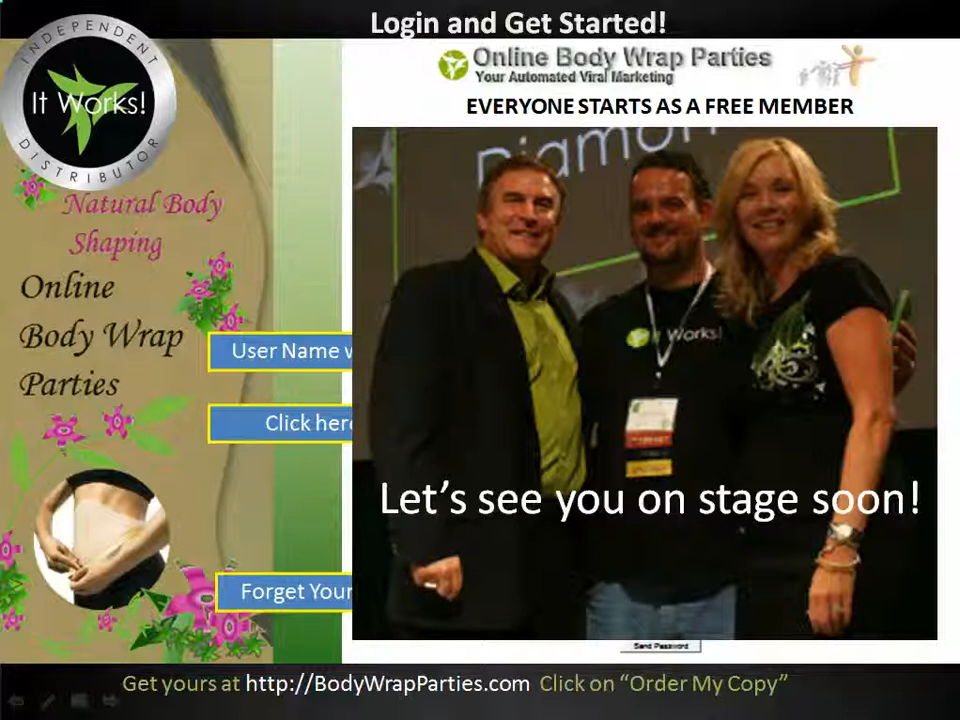 Login and Get Started!
INDEPENDENT
It Works!
DISTRIBUTOR
Natural Body
Shaping
Online
Body Wrap
Parties
Online Body Wrap Parties
Your Automated Viral Marketing
EVERYONE STARTS AS A FREE MEMBER
Diamon
It Works!
User Name w
Click here
Let's see you on stage soon!
Forget Your
Send Password
Get yours at http://BodyWrapParties.com Click on "Order My Copy"